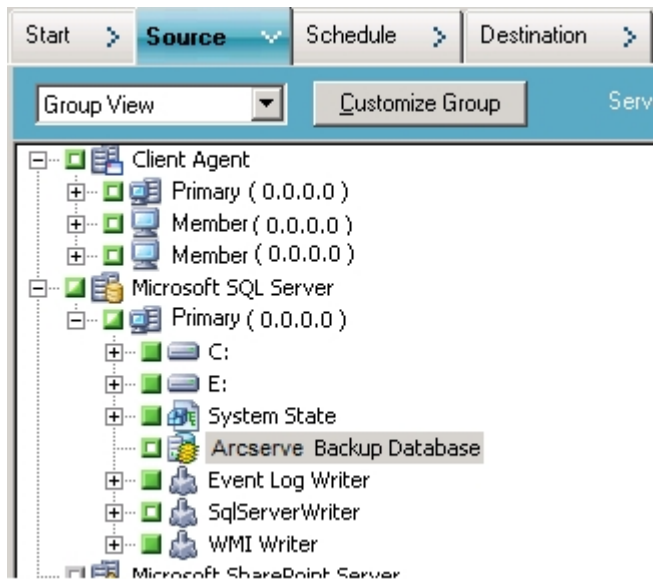 Start Source Schedule Destination
Group View Customize Group Serv
Client Agent
Primary ( 0.0.0.0 )
Member ( 0.0.0.0 )
Member ( 0.0.0.0 )
Microsoft SQL Server
Primary ( 0.0.0.0 )
C:
E:
System State
Arcserve Backup Database
Event Log Writer
SqlServerWriter
WMI Writer
Microsoft SharePoint Server